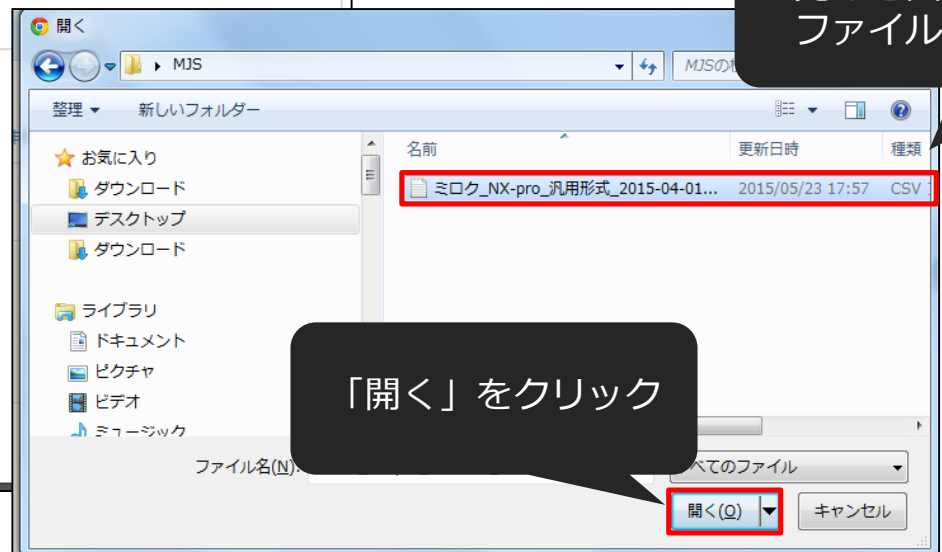 開く
ファイル
MJS
MJSの
整理
新しいフォルダー
お気に入り
ダウンロード
デスクトップ
ダウンロード
ライブラリ
ドキュメント
ピクチャ
ビデオ
ミュージック
名前 更新日時 種類
ミロク_NX-pro_汎用形式_2015-04-01... 2015/05/23 17:57 CSV
「開く」をクリック
ファイル名(N):
べてのファイル
開く(O)
キャンセル